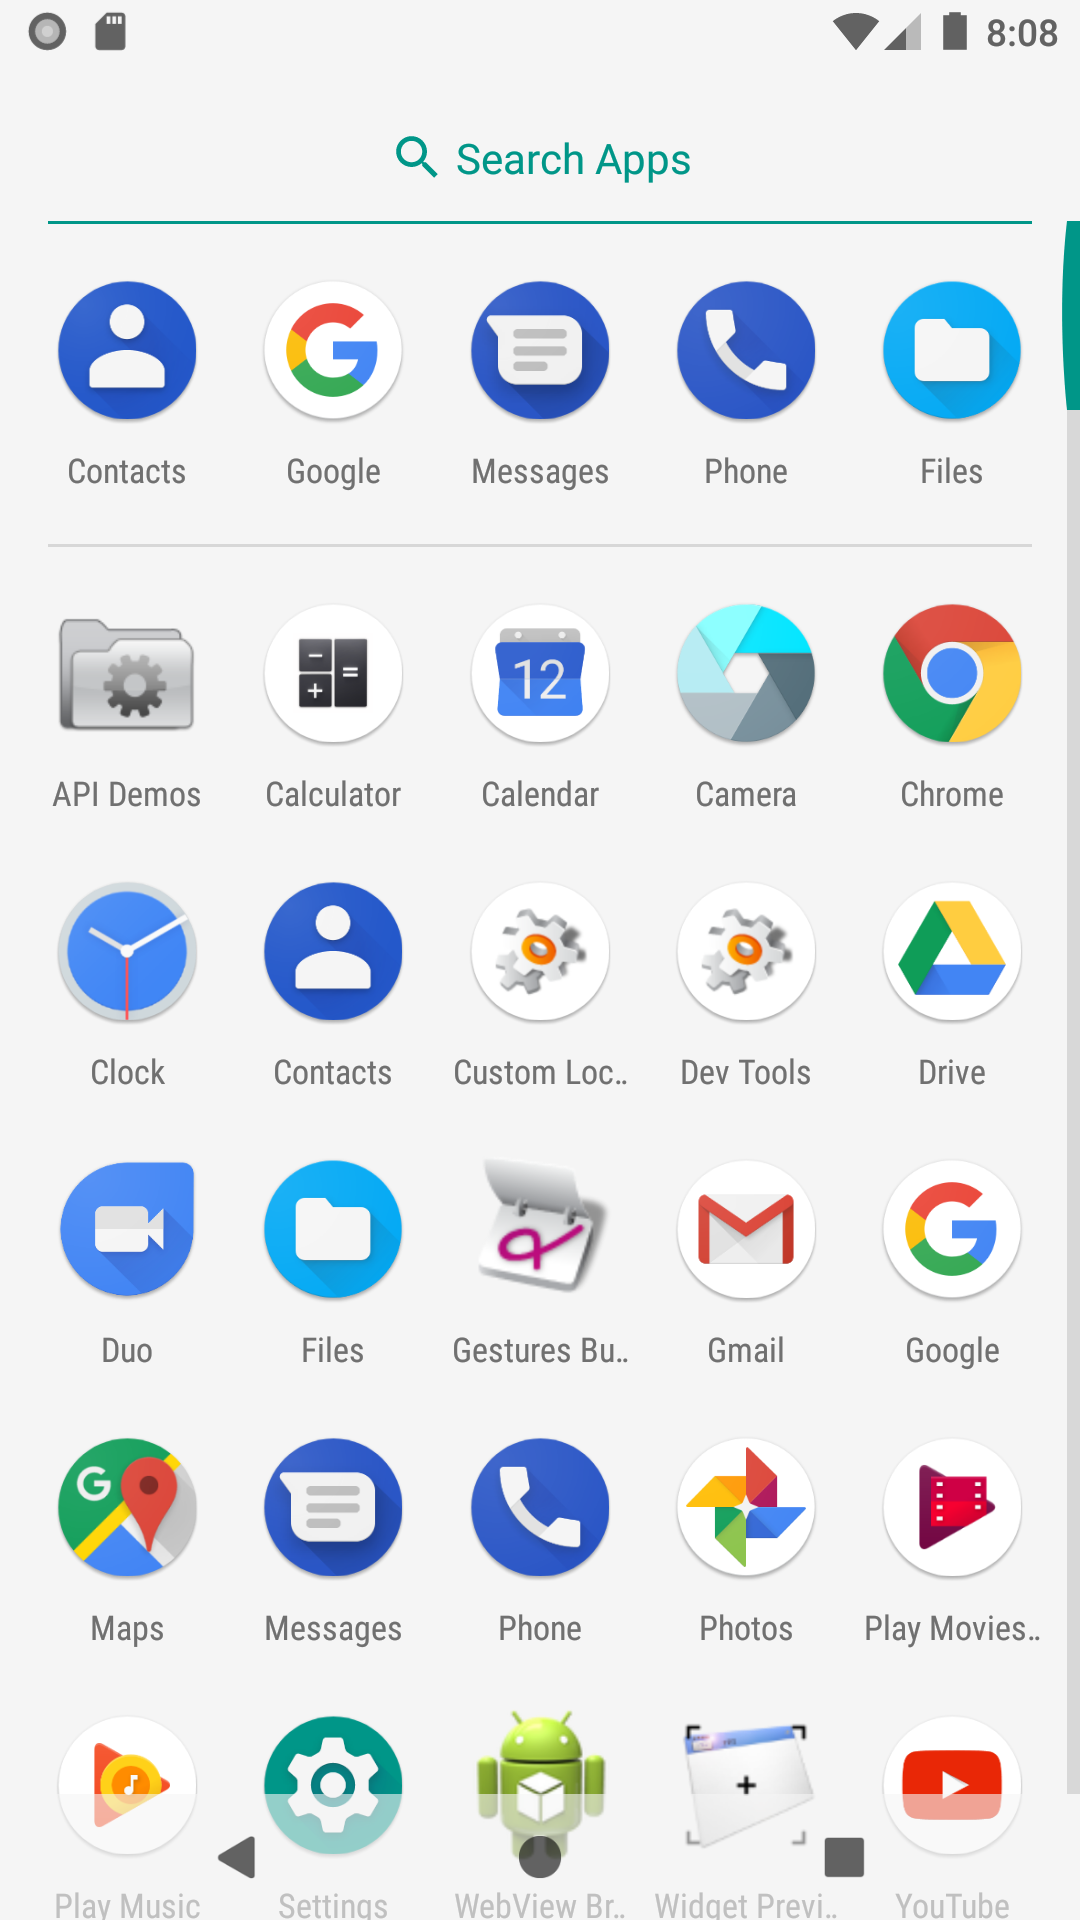 8:08
Search Apps
Contacts Google Messages Phone Files
12
API Demos Calculator Calendar Camera Chrome
Clock Contacts Custom Loc… Dev Tools Drive
Duo Files Gestures Bu… Gmail Google
G
Maps Messages Phone Photos Play Movies…
Play Music Settings WebView Br… Widget Previ… YouTube